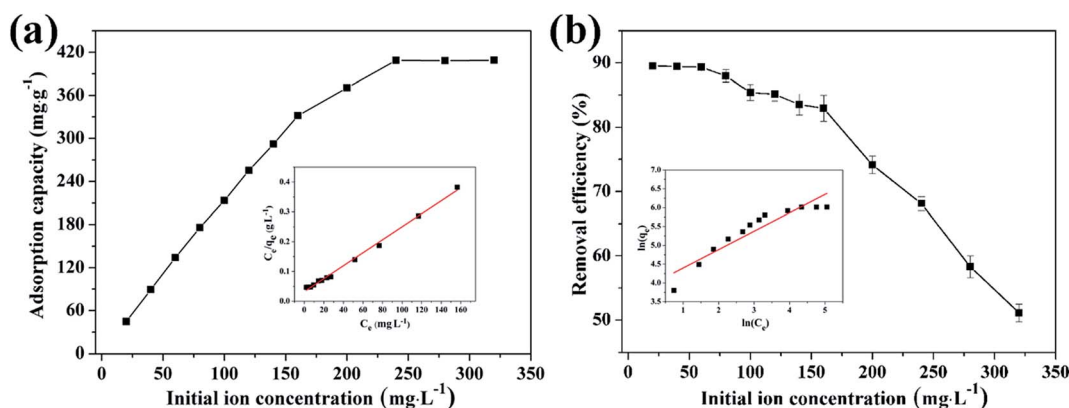 (a)
Adsorption capacity (mg·g⁻¹)
420
360
300
240
180
120
60
0
0 50 100 150 200 250 300 350
Initial ion concentration (mg·L⁻¹)
Cₑ/qₑ (g L⁻¹)
0.4
0.3
0.2
0.1
0.0
0 20 40 60 80 100 120 140 160
Cₑ (mg L⁻¹)
(b)
Removal efficiency (%)
90
80
70
60
50
0 50 100 150 200 250 300 350
Initial ion concentration (mg·L⁻¹)
ln(qₑ)
6.5
6.0
5.5
5.0
4.5
4.0
3.5
1 2 3 4 5
ln(Cₑ)